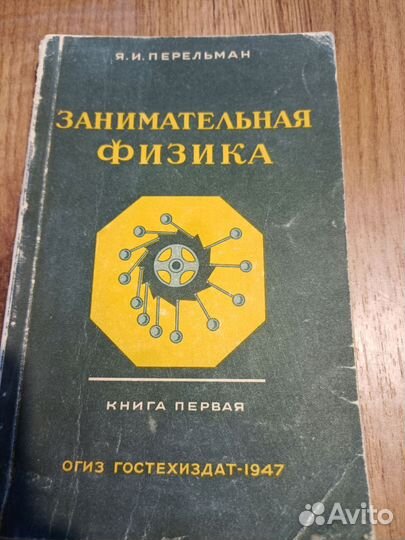 Я. И. ПЕРЕЛЬМАН
ЗАНИМАТЕЛЬНАЯ
ФИЗИКА
КНИГА ПЕРВАЯ
ОГИЗ ГОСТЕХИЗДАТ-1947
Avito